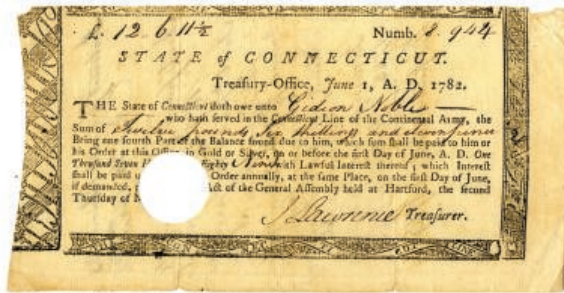 £. 12. 6. 11½ Numb. 8.944
STATE of CONNECTICUT.
Treasury-Office, June 1, A. D. 1782.
THE State of Connecticut doth owe unto Gideon Noble
who hath served in the Connecticut Line of the Continental Army, the
Sum of Twelve pounds Six Shillings and eleven pence
Being one fourth Part of the Balance found due to him, which sum shall be paid to him or
his Order at this Office, in Gold or Silver, on or before the first Day of June, A. D. One
Thousand Seven Eighty Nine with Lawful Interest thereof; which Interest
shall be paid Order annually, at the same Place, on the first Day of June,
if demanded, Act of the General Assembly held at Hartford, the second
Thursday of
J Lawrence Treasurer.